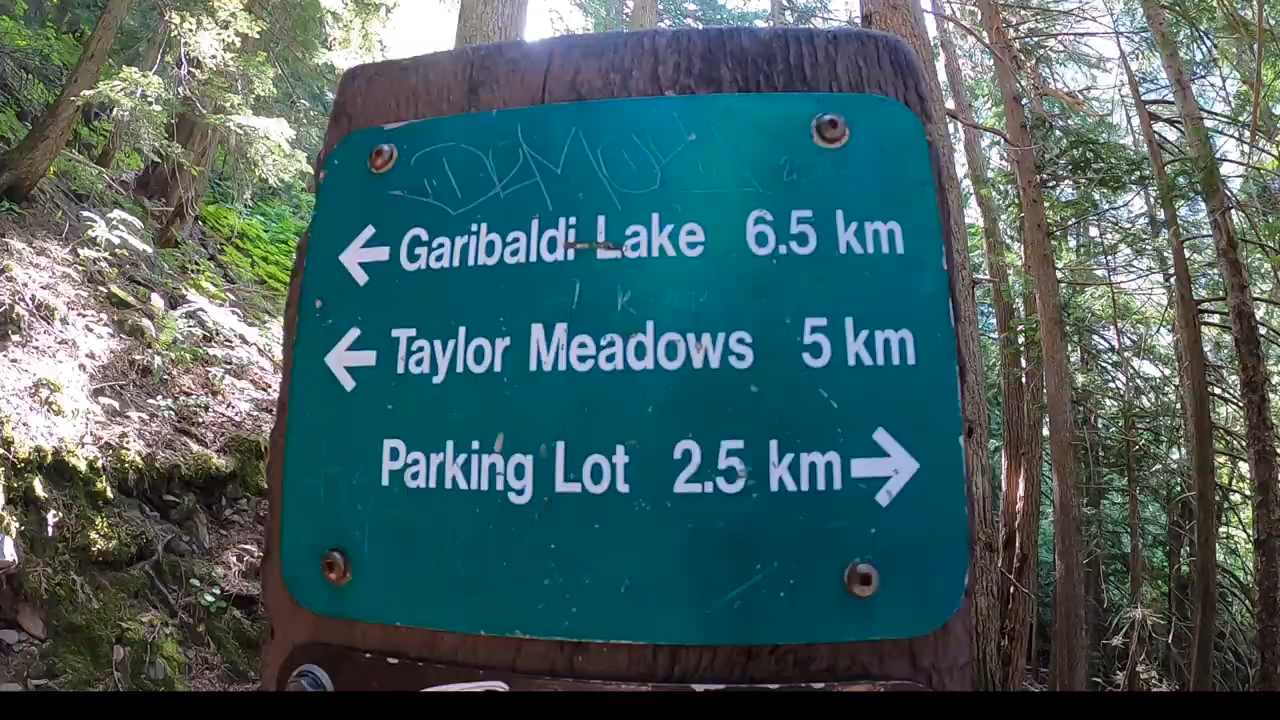 ← Garibaldi Lake 6.5 km
← Taylor Meadows 5 km
Parking Lot 2.5 km →